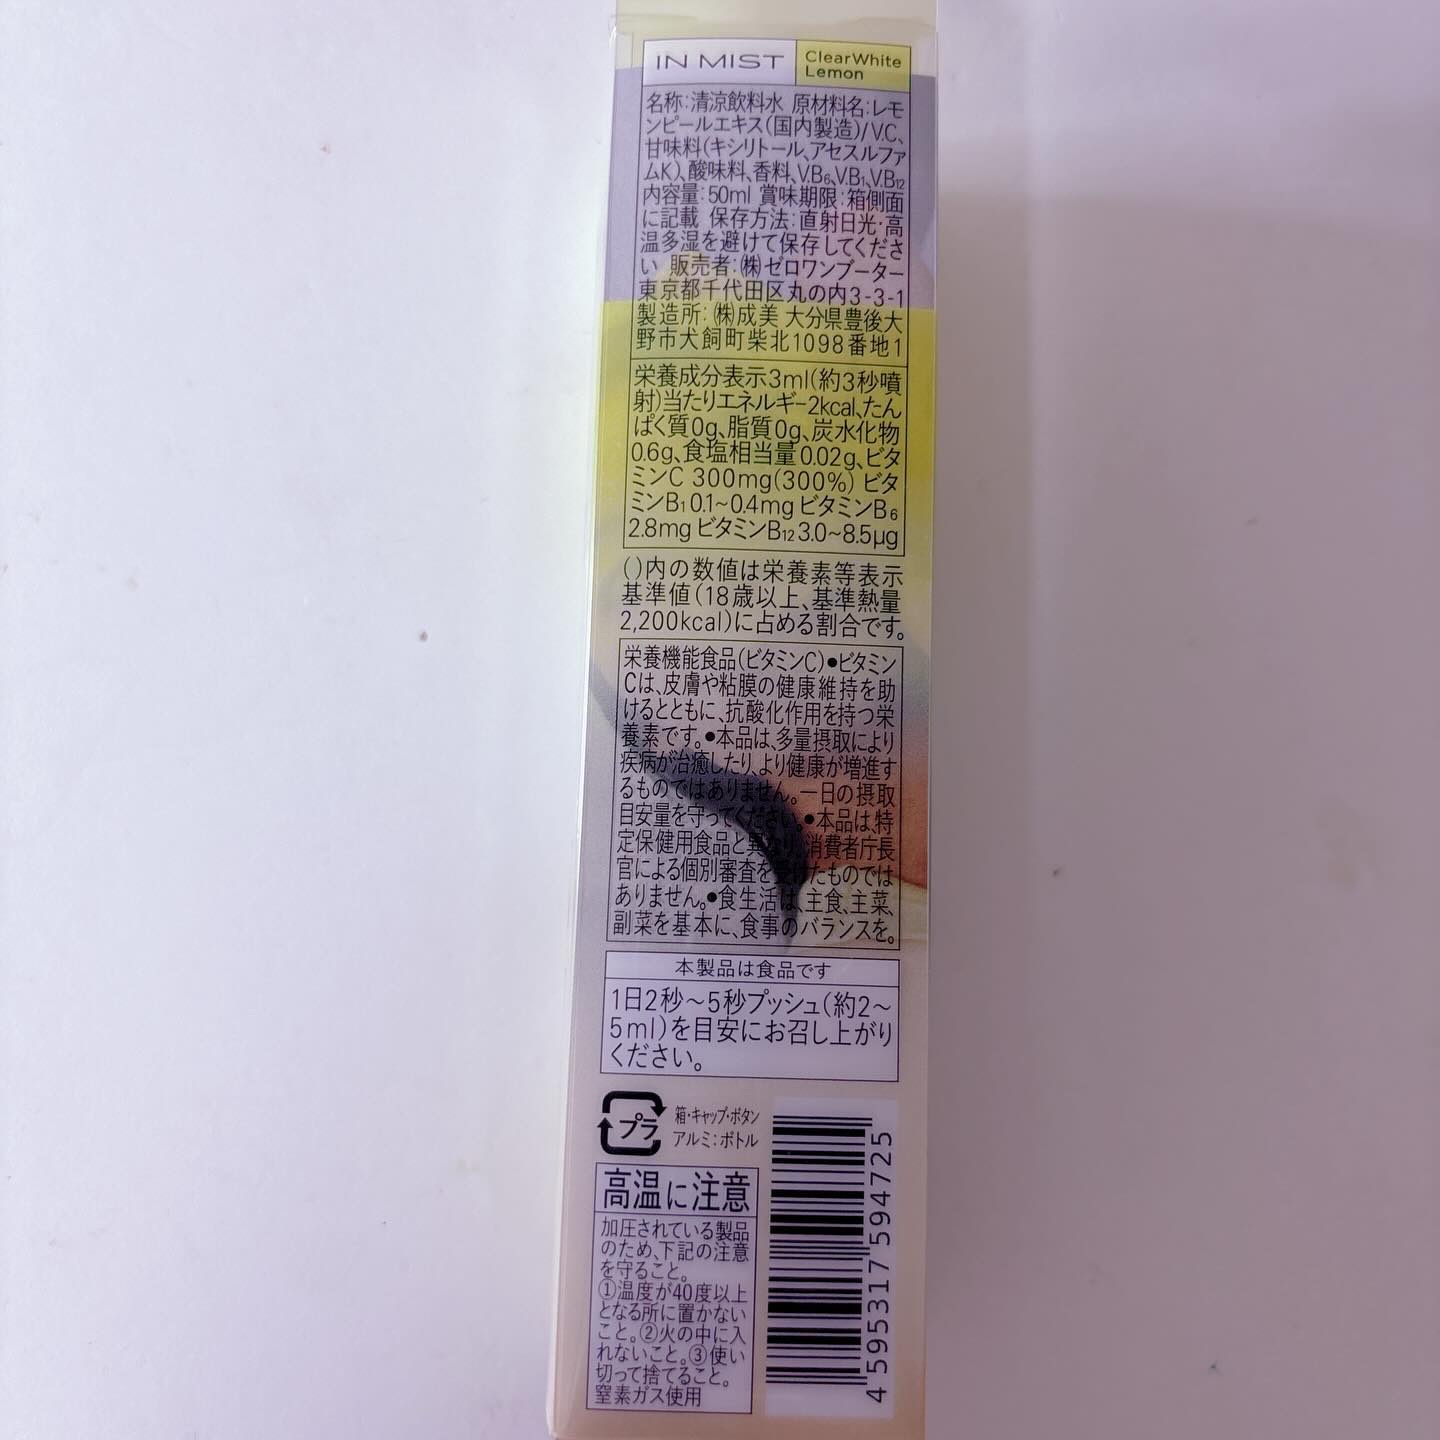 IN MIST
ClearWhite
Lemon
名称:清涼飲料水 原材料名:レモ
ンピールエキス(国内製造)/V.C、
甘味料(キシリトール、アセスルファ
ムK)、酸味料、香料、V.B6、V.B1、V.B12
内容量:50ml 賞味期限:箱側面
に記載 保存方法:直射日光・高
温多湿を避けて保存してくださ
い 販売者:㈱ゼロワンブースター
東京都千代田区丸の内3-3-1
製造所:㈱成美 大分県豊後大
野市犬飼町柴北1098番地1
栄養成分表示3ml(約3秒噴
射)当たりエネルギー2kcal、たん
ぱく質0g、脂質0g、炭水化物
0.6g、食塩相当量0.02g、ビタ
ミンC 300mg(300%) ビタ
ミンB1 0.1~0.4mg ビタミンB6
2.8mg ビタミンB12 3.0~8.5μg
()内の数値は栄養素等表示
基準値(18歳以上、基準熱量
2,200kcal)に占める割合です。
栄養機能食品(ビタミンC)●ビタミン
Cは、皮膚や粘膜の健康維持を助
けるとともに、抗酸化作用を持つ栄
養素です。●本品は、多量摂取により
疾病が治癒したり、より健康が増進す
るものではありません。一日の摂取
目安量を守ってください。●本品は、特
定保健用食品と異なり、消費者庁長
官による個別審査を受けたものでは
ありません。●食生活は、主食、主菜、
副菜を基本に、食事のバランスを。
本製品は食品です
1日2秒～5秒プッシュ(約2～
5ml)を目安にお召し上がり
ください。
プラ
箱・キャップ・ボタン
アルミ:ボトル
高温に注意
加圧されている製品
のため、下記の注意
を守ること。
①温度が40度以上
となる所に置かない
こと。②火の中に入
れないこと。③使い
切って捨てること。
窒素ガス使用
4 595317 594725